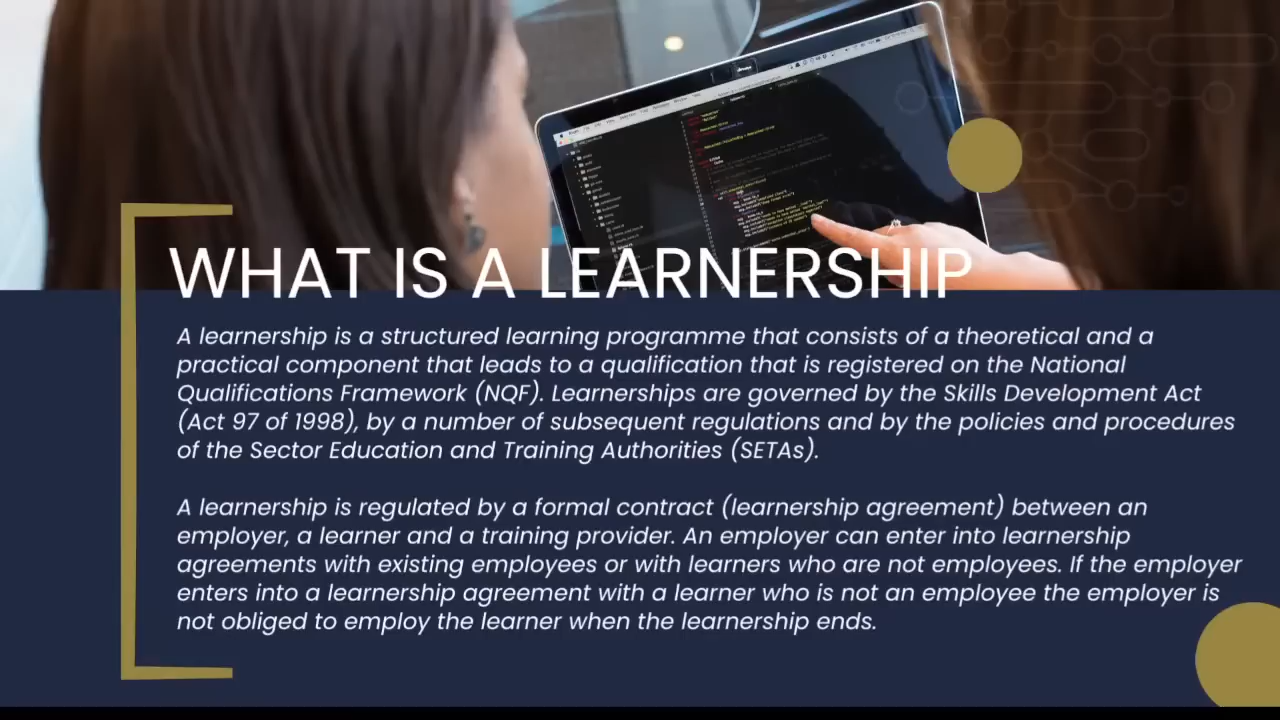 WHAT IS A LEARNERSHIP
A learnership is a structured learning programme that consists of a theoretical and a
practical component that leads to a qualification that is registered on the National
Qualifications Framework (NQF). Learnerships are governed by the Skills Development Act
(Act 97 of 1998), by a number of subsequent regulations and by the policies and procedures
of the Sector Education and Training Authorities (SETAs).
A learnership is regulated by a formal contract (learnership agreement) between an
employer, a learner and a training provider. An employer can enter into learnership
agreements with existing employees or with learners who are not employees. If the employer
enters into a learnership agreement with a learner who is not an employee the employer is
not obliged to employ the learner when the learnership ends.